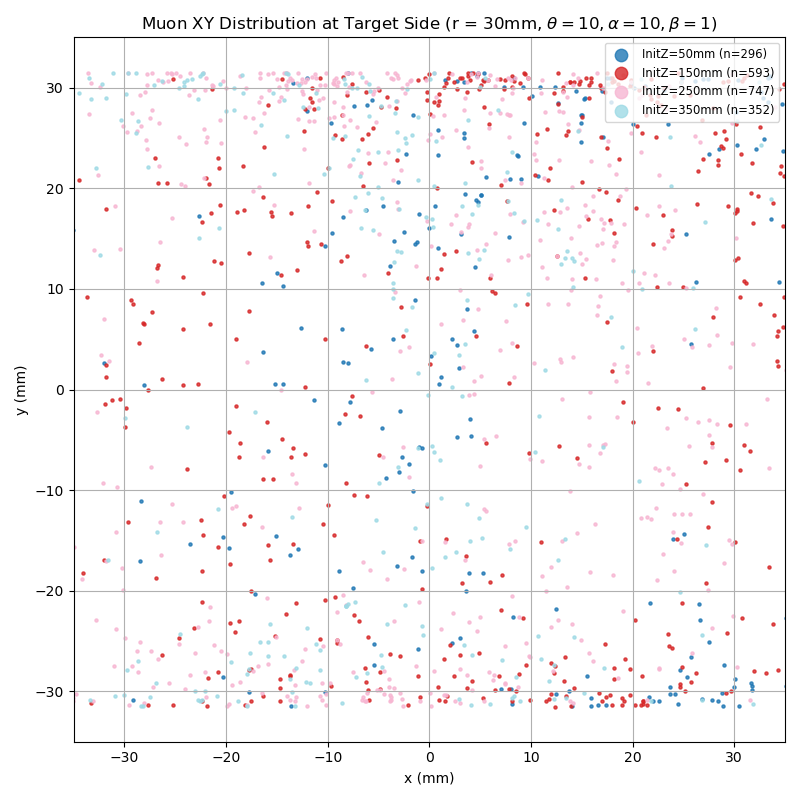 Muon XY Distribution at Target Side (r = 30mm, θ = 10, α = 10, β = 1)
InitZ=50mm (n=296)
InitZ=150mm (n=593)
InitZ=250mm (n=747)
InitZ=350mm (n=352)
30
20
10
0
−10
−20
−30
y (mm)
−30 −20 −10 0 10 20 30
x (mm)